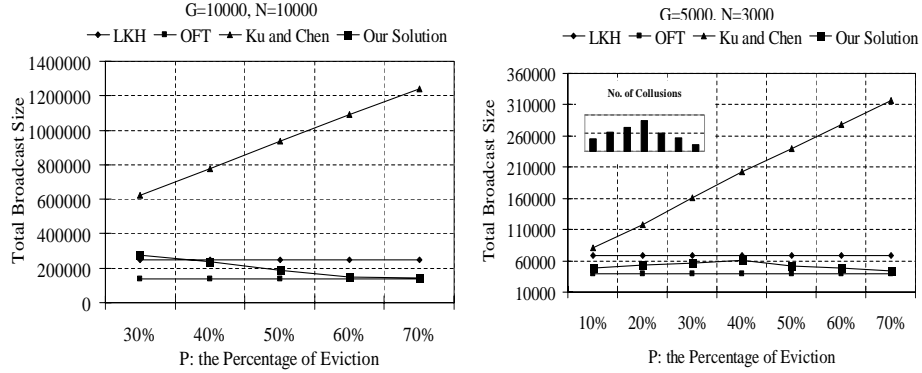 G=10000, N=10000
LKH OFT Ku and Chen Our Solution
Total Broadcast Size
1400000
1200000
1000000
800000
600000
400000
200000
0
30% 40% 50% 60% 70%
P: the Percentage of Eviction
G=5000, N=3000
LKH OFT Ku and Chen Our Solution
Total Broadcast Size
360000
310000
260000
210000
160000
110000
60000
10000
No. of Collusions
10% 20% 30% 40% 50% 60% 70%
P: the Percentage of Eviction